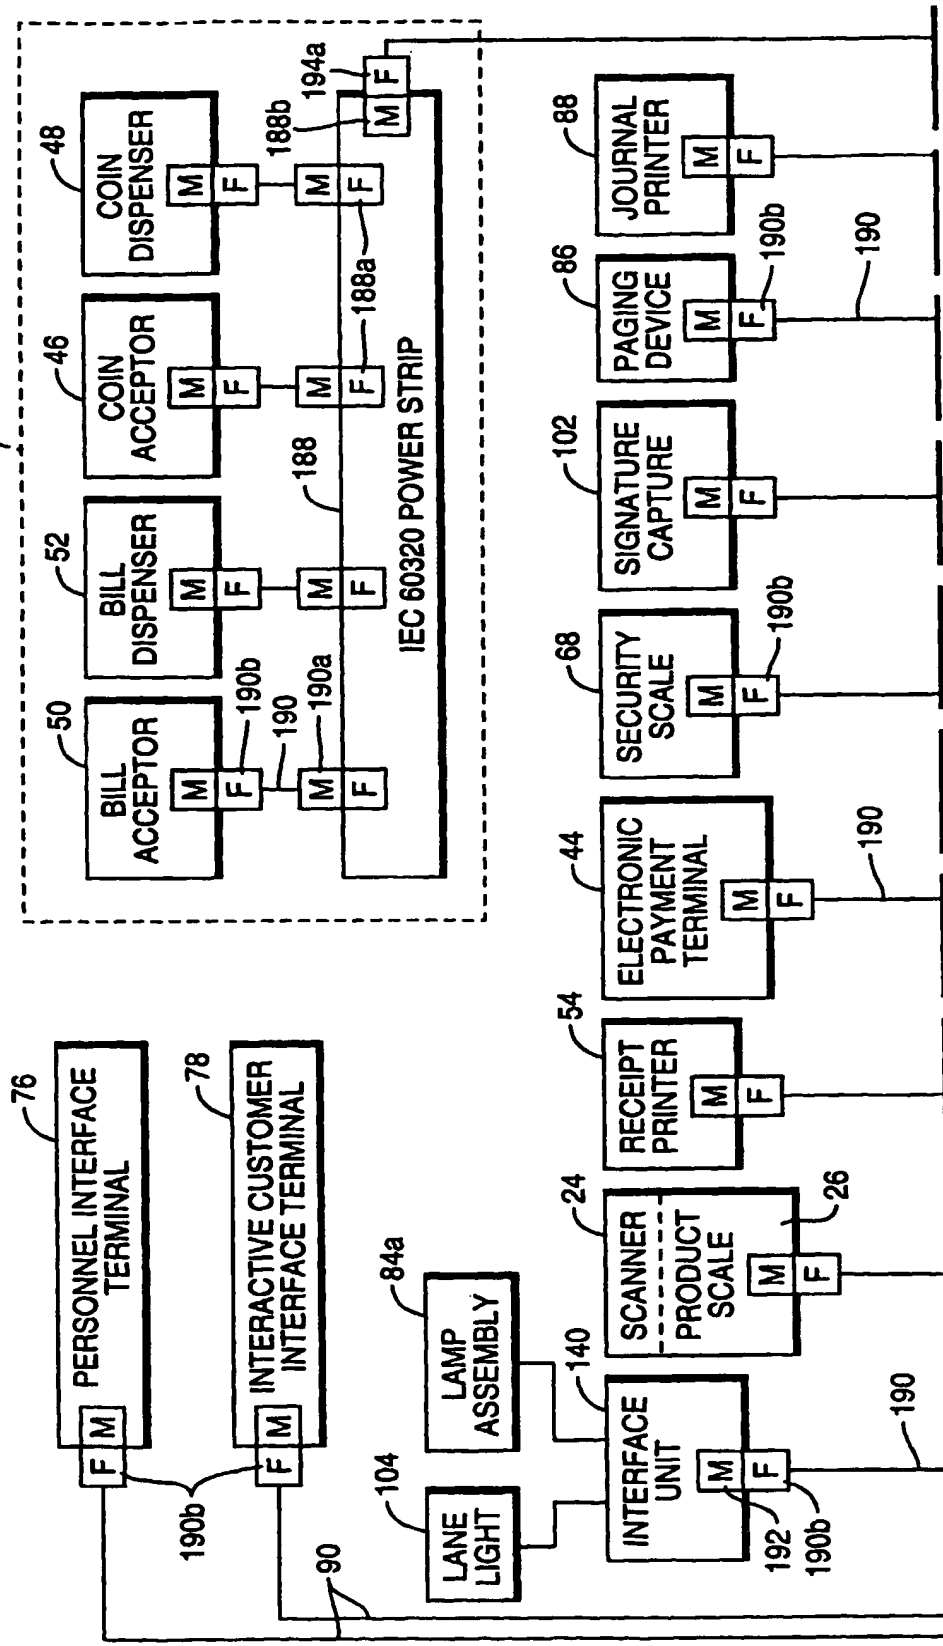 76
PERSONNEL INTERFACE
TERMINAL
F M
190b
78
INTERACTIVE CUSTOMER
INTERFACE TERMINAL
F M
90
50
BILL
ACCEPTOR
M
F
190b
190
190a
M
F
52
BILL
DISPENSER
M
F
M
F
46
COIN
ACCEPTOR
M
F
M
F
48
COIN
DISPENSER
M
F
M
F
188
188a
188b
194a
M F
IEC 60320 POWER STRIP
104
LANE
LIGHT
84a
LAMP
ASSEMBLY
140
INTERFACE
UNIT
M
F
192
190b
190
24
SCANNER
PRODUCT
SCALE
26
M
F
54
RECEIPT
PRINTER
M
F
44
ELECTRONIC
PAYMENT
TERMINAL
M
F
190
68
SECURITY
SCALE
M
F
190b
102
SIGNATURE
CAPTURE
M
F
86
PAGING
DEVICE
M
F
190b
190
88
JOURNAL
PRINTER
M
F